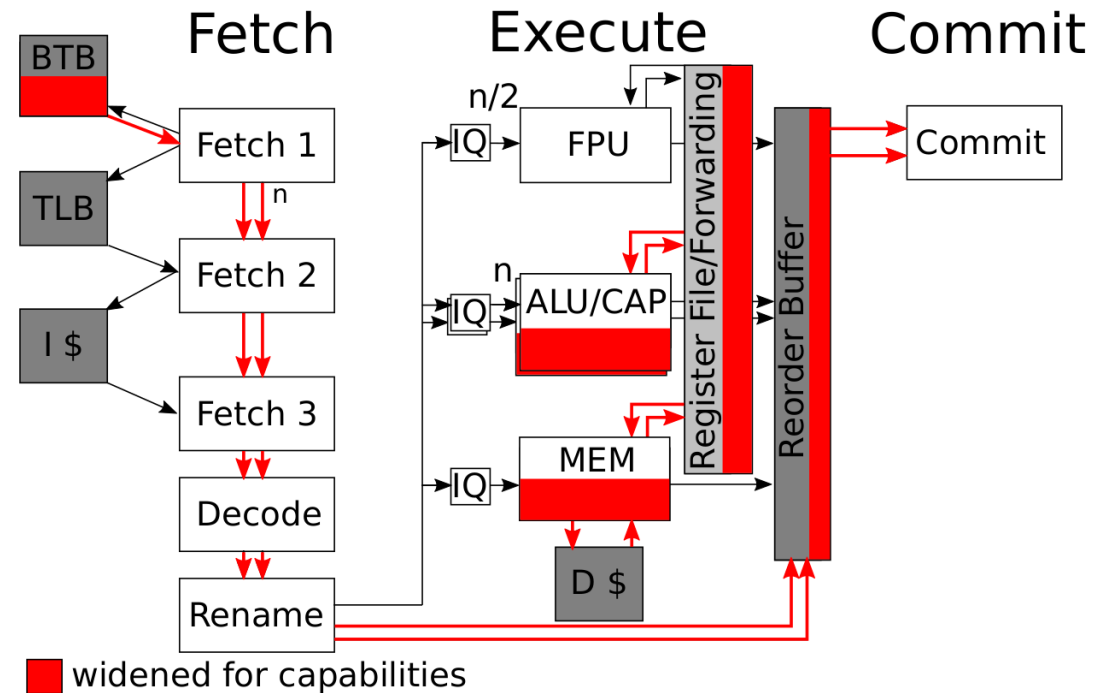 Fetch
Execute
Commit
BTB
Fetch 1
TLB
n
Fetch 2
I $
Fetch 3
Decode
Rename
n/2
IQ
FPU
n
IQ
ALU/CAP
IQ
MEM
D $
Register File/Forwarding
Reorder Buffer
Commit
widened for capabilities